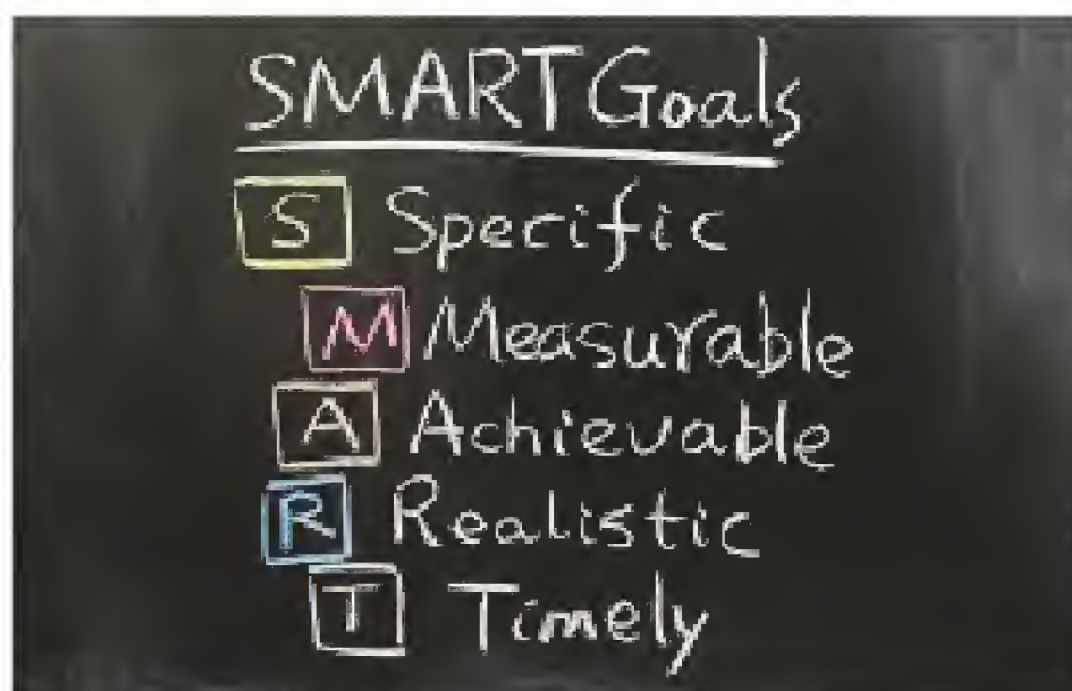 SMART Goals
S Specific
M Measurable
A Achievable
R Realistic
T Timely